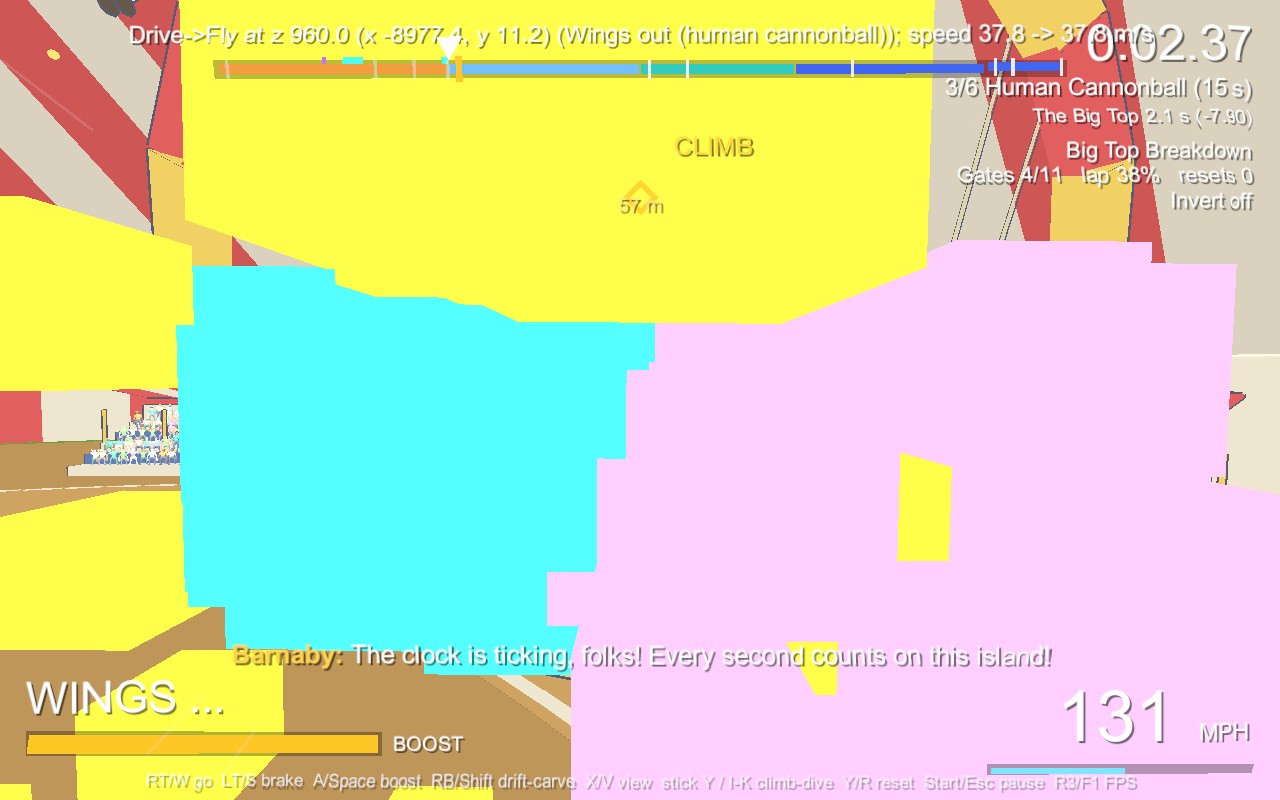 Drive->Fly at z 960.0 (x -8977.4, y 11.2) (Wings out (human cannonball)); speed 37.8 -> 37.8 m/s
0:02.37
3/6 Human Cannonball (15 s)
The Big Top 2.1 s (-7.90)
CLIMB
Big Top Breakdown
Gates 4/11 lap 38% resets 0
57 m
Invert off
Barnaby: The clock is ticking, folks! Every second counts on this island!
WINGS ...
131 MPH
BOOST
RT/W go LT/S brake A/Space boost RB/Shift drift-carve X/V view stick Y / I-K climb-dive Y/R reset Start/Esc pause R3/F1 FPS